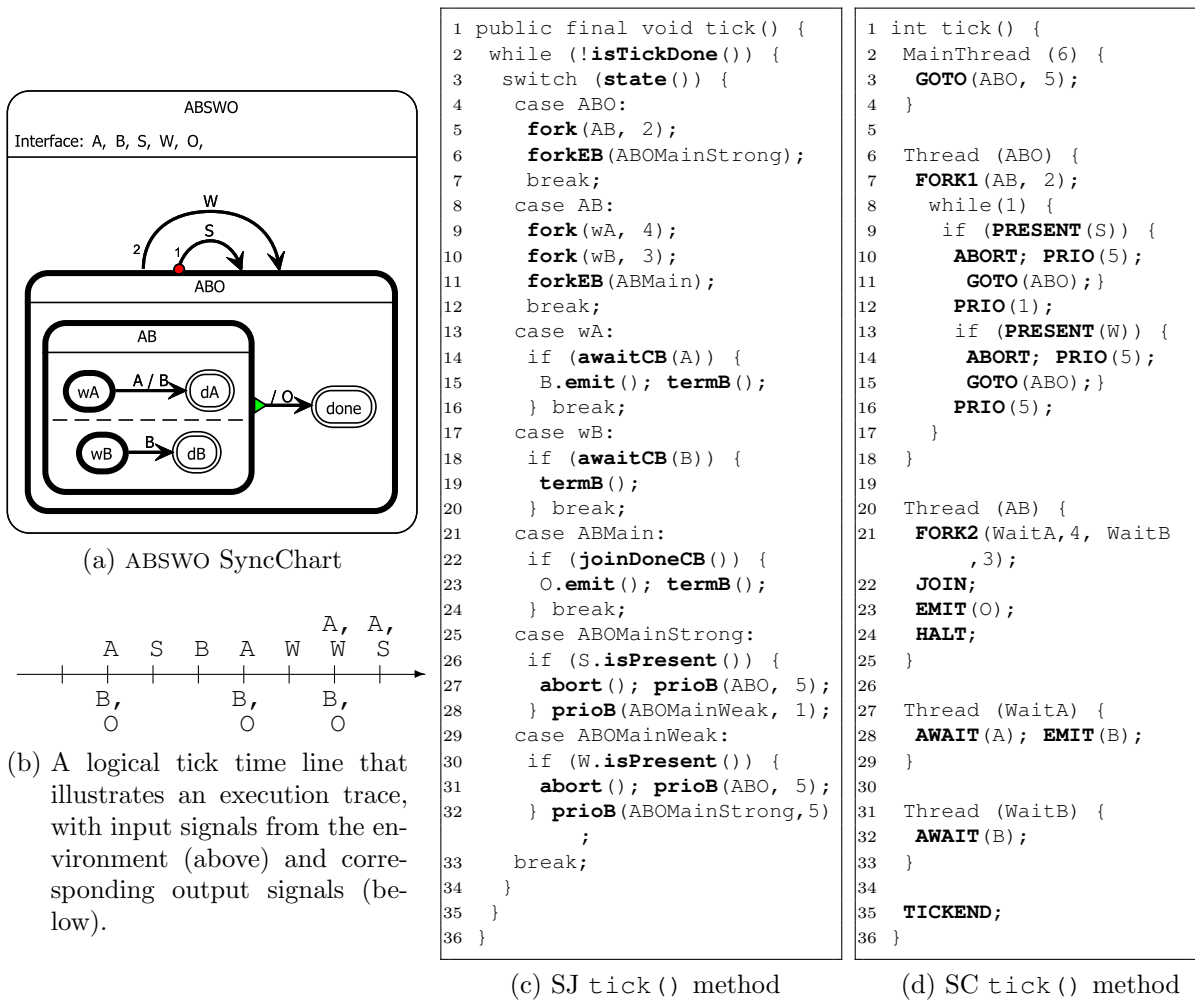 ABSWO
Interface: A, B, S, W, O,
W
S
2
1
ABO
AB
wA
A / B
dA
/ O
done
wB
B
dB
(a) ABSWO SyncChart
A, A,
A S B A W W S
B, B, B,
O O O
(b) A logical tick time line that
illustrates an execution trace,
with input signals from the en-
vironment (above) and corre-
sponding output signals (be-
low).
1 public final void tick() {
2 while (!isTickDone()) {
3 switch (state()) {
4 case ABO:
5 fork(AB, 2);
6 forkEB(ABOMainStrong);
7 break;
8 case AB:
9 fork(wA, 4);
10 fork(wB, 3);
11 forkEB(ABMain);
12 break;
13 case wA:
14 if (awaitCB(A)) {
15 B.emit(); termB();
16 } break;
17 case wB:
18 if (awaitCB(B)) {
19 termB();
20 } break;
21 case ABMain:
22 if (joinDoneCB()) {
23 O.emit(); termB();
24 } break;
25 case ABOMainStrong:
26 if (S.isPresent()) {
27 abort(); prioB(ABO, 5);
28 } prioB(ABOMainWeak, 1);
29 case ABOMainWeak:
30 if (W.isPresent()) {
31 abort(); prioB(ABO, 5);
32 } prioB(ABOMainStrong,5)
;
33 break;
34 }
35 }
36 }
(c) SJ tick() method
1 int tick() {
2 MainThread (6) {
3 GOTO(ABO, 5);
4 }
5
6 Thread (ABO) {
7 FORK1(AB, 2);
8 while(1) {
9 if (PRESENT(S)) {
10 ABORT; PRIO(5);
11 GOTO(ABO);}
12 PRIO(1);
13 if (PRESENT(W)) {
14 ABORT; PRIO(5);
15 GOTO(ABO);}
16 PRIO(5);
17 }
18 }
19
20 Thread (AB) {
21 FORK2(WaitA,4, WaitB
,3);
22 JOIN;
23 EMIT(O);
24 HALT;
25 }
26
27 Thread (WaitA) {
28 AWAIT(A); EMIT(B);
29 }
30
31 Thread (WaitB) {
32 AWAIT(B);
33 }
34
35 TICKEND;
36 }
(d) SC tick() method